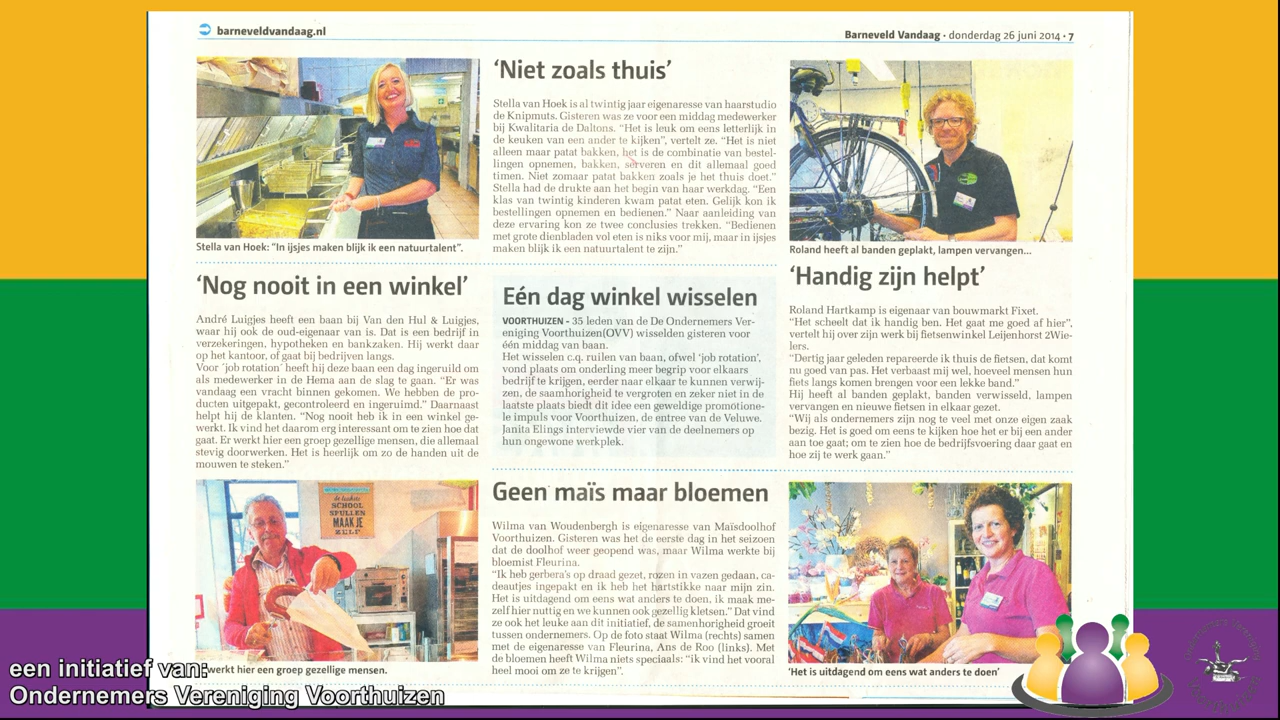 barneveldvandaag.nl
Barneveld Vandaag · donderdag 26 juni 2014 · 7
Stella van Hoek: "In ijsjes maken blijk ik een natuurtalent".
'Niet zoals thuis'
Stella van Hoek is al twintig jaar eigenaresse van haarstudio
de Knipmuts. Gisteren was ze voor een middag medewerker
bij Kwalitaria de Daltons. "Het is leuk om eens letterlijk in
de keuken van een ander te kijken", vertelt ze. "Het is niet
alleen maar patat bakken, het is de combinatie van bestel-
lingen opnemen, bakken, serveren en dit allemaal goed
timen. Niet zomaar patat bakken zoals je het thuis doet."
Stella had de drukte aan het begin van haar werkdag. "Een
klas van twintig kinderen kwam patat eten. Gelijk kon ik
bestellingen opnemen en bedienen." Naar aanleiding van
deze ervaring kon ze twee conclusies trekken. "Bedienen
met grote dienbladen vol eten is niks voor mij, maar in ijsjes
maken blijk ik een natuurtalent te zijn."
Roland heeft al banden geplakt, lampen vervangen...
'Nog nooit in een winkel'
André Luigjes heeft een baan bij Van den Hul & Luigjes,
waar hij ook de oud-eigenaar van is. Dat is een bedrijf in
verzekeringen, hypotheken en bankzaken. Hij werkt daar
op het kantoor, of gaat bij bedrijven langs.
Voor ´job rotation´ heeft hij deze baan een dag ingeruild om
als medewerker in de Hema aan de slag te gaan. "Er was
vandaag een vracht binnen gekomen. We hebben de pro-
ducten uitgepakt, gecontroleerd en ingeruimd." Daarnaast
helpt hij de klanten. "Nog nooit heb ik in een winkel ge-
werkt. Ik vind het daarom erg interessant om te zien hoe dat
gaat. Er werkt hier een groep gezellige mensen, die allemaal
stevig doorwerken. Het is heerlijk om zo de handen uit de
mouwen te steken."
Eén dag winkel wisselen
VOORTHUIZEN - 35 leden van de De Ondernemers Ver-
eniging Voorthuizen(OVV) wisselden gisteren voor
één middag van baan.
Het wisselen c.q. ruilen van baan, ofwel 'job rotation',
vond plaats om onderling meer begrip voor elkaars
bedrijf te krijgen, eerder naar elkaar te kunnen verwij-
zen, de saamhorigheid te vergroten en zeker niet in de
laatste plaats biedt dit idee een geweldige promotione-
le impuls voor Voorthuizen, de entree van de Veluwe.
Janita Elings interviewde vier van de deelnemers op
hun ongewone werkplek.
'Handig zijn helpt'
Roland Hartkamp is eigenaar van bouwmarkt Fixet.
"Het scheelt dat ik handig ben. Het gaat me goed af hier",
vertelt hij over zijn werk bij fietsenwinkel Leijenhorst 2Wie-
lers.
"Dertig jaar geleden repareerde ik thuis de fietsen, dat komt
nu goed van pas. Het verbaast mij wel, hoeveel mensen hun
fiets langs komen brengen voor een lekke band."
Hij heeft al banden geplakt, banden verwisseld, lampen
vervangen en nieuwe fietsen in elkaar gezet.
"Wij als ondernemers zijn nog te veel met onze eigen zaak
bezig. Het is goed om eens te kijken hoe het er bij een ander
aan toe gaat; om te zien hoe de bedrijfsvoering daar gaat en
hoe zij te werk gaan."
de leukste
SCHOOL
SPULLEN
MAAK JE
ZELF
werkt hier een groep gezellige mensen.
Geen maïs maar bloemen
Wilma van Woudenbergh is eigenaresse van Maïsdoolhof
Voorthuizen. Gisteren was het de eerste dag in het seizoen
dat de doolhof weer geopend was, maar Wilma werkte bij
bloemist Fleurina.
"Ik heb gerbera's op draad gezet, rozen in vazen gedaan, ca-
deautjes ingepakt en ik heb het hartstikke naar mijn zin.
Het is uitdagend om eens wat anders te doen, ik maak me-
zelf hier nuttig en we kunnen ook gezellig kletsen." Dat vind
ze ook het leuke aan dit initiatief, de samenhorigheid groeit
tussen ondernemers. Op de foto staat Wilma (rechts) samen
met de eigenaresse van Fleurina, Ans de Roo (links). Met
de bloemen heeft Wilma niets speciaals: "ik vind het vooral
heel mooi om ze te krijgen".
'Het is uitdagend om eens wat anders te doen'
een initiatief van:
Ondernemers Vereniging Voorthuizen